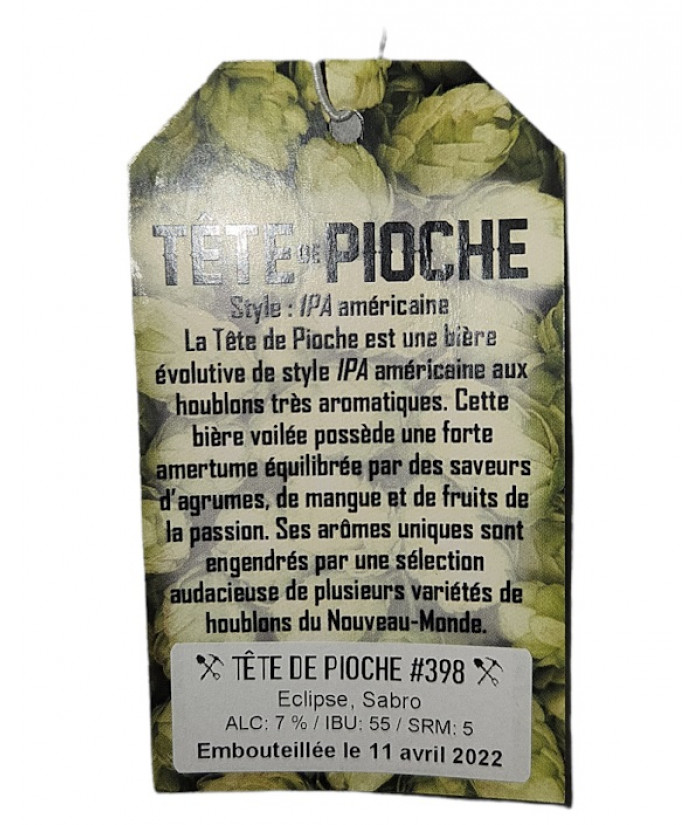 TÊTE DE PIOCHE
Style : IPA américaine
La Tête de Pioche est une bière
évolutive de style IPA américaine aux
houblons très aromatiques. Cette
bière voilée possède une forte
amertume équilibrée par des saveurs
d'agrumes, de mangue et de fruits de
la passion. Ses arômes uniques sont
engendrés par une sélection
audacieuse de plusieurs variétés de
houblons du Nouveau-Monde.
TÊTE DE PIOCHE #398
Eclipse, Sabro
ALC: 7 % / IBU: 55 / SRM: 5
Embouteillée le 11 avril 2022